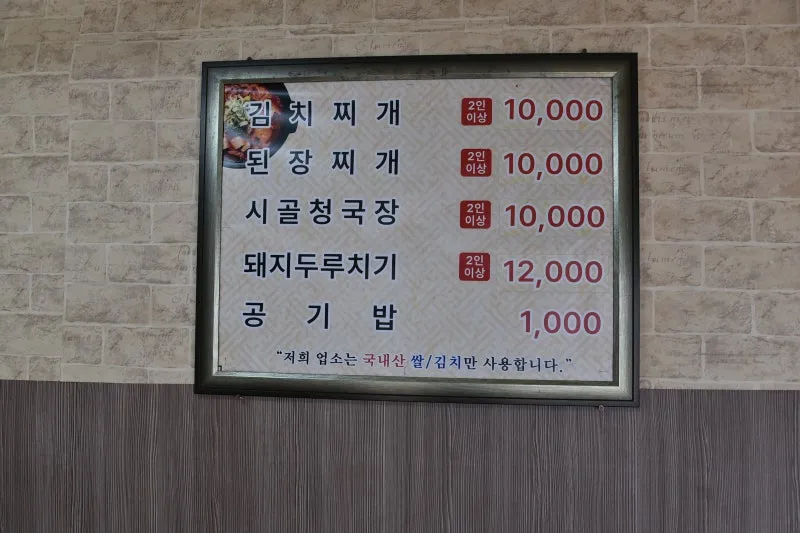 김치찌개 2인 이상 10,000
된장찌개 2인 이상 10,000
시골청국장 2인 이상 10,000
돼지두루치기 2인 이상 12,000
공기밥 1,000
“저희 업소는 국내산 쌀/김치만 사용합니다.”